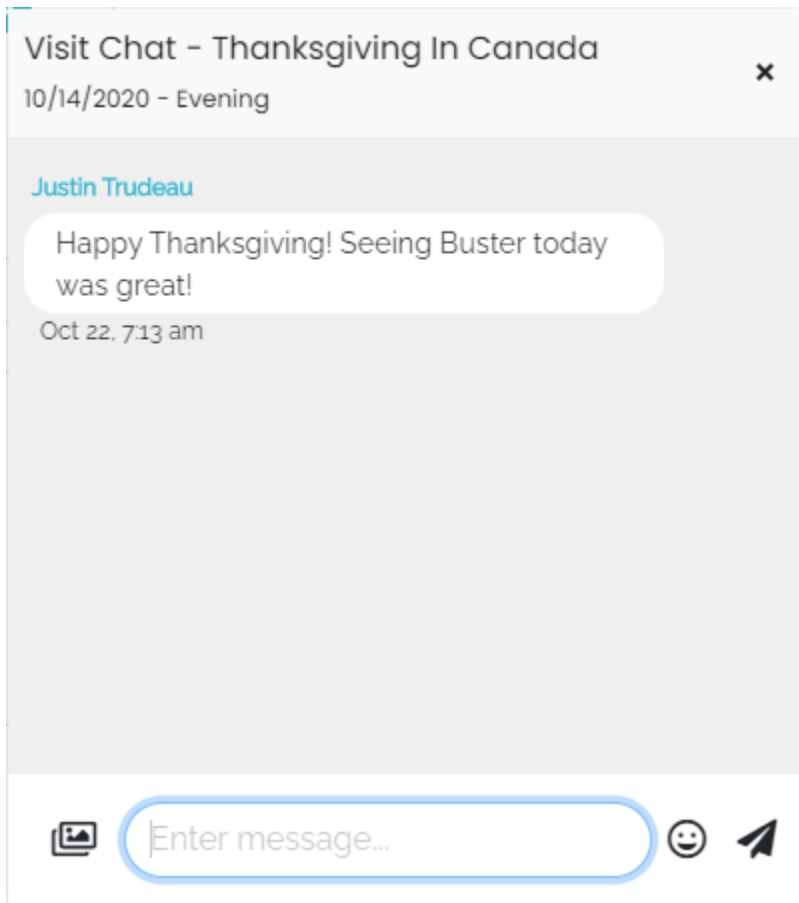 Visit Chat - Thanksgiving In Canada
10/14/2020 - Evening
Justin Trudeau
Happy Thanksgiving! Seeing Buster today
was great!
Oct 22, 7:13 am
Enter message...